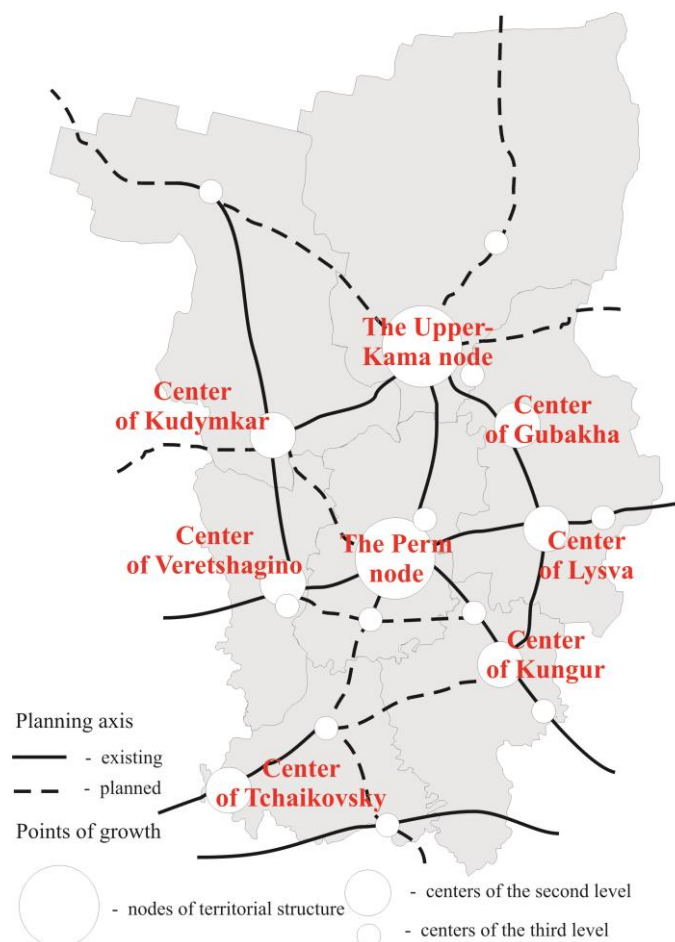 The Upper-
Kama node
Center
of Kudymkar
Center
of Gubakha
Center
of Veretshagino
The Perm
node
Center
of Lysva
Center
of Kungur
Planning axis
- existing
- planned
Center
of Tchaikovsky
Points of growth
- nodes of territorial structure
- centers of the second level
- centers of the third level